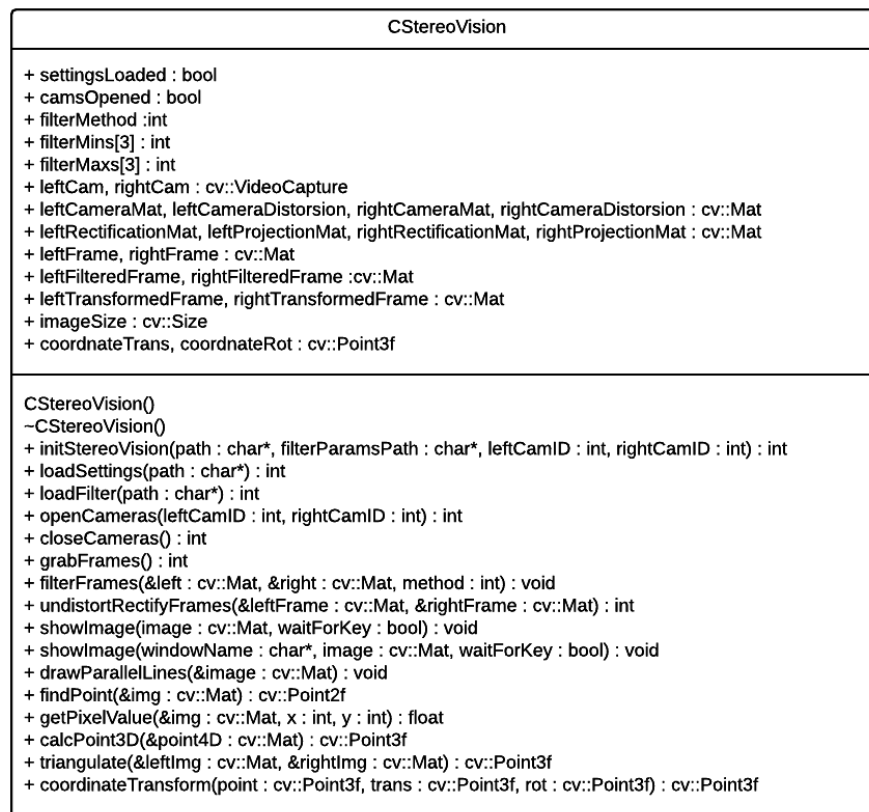 CStereoVision
+ settingsLoaded : bool
+ camsOpened : bool
+ filterMethod :int
+ filterMins[3] : int
+ filterMaxs[3] : int
+ leftCam, rightCam : cv::VideoCapture
+ leftCameraMat, leftCameraDistorsion, rightCameraMat, rightCameraDistorsion : cv::Mat
+ leftRectificationMat, leftProjectionMat, rightRectificationMat, rightProjectionMat : cv::Mat
+ leftFrame, rightFrame : cv::Mat
+ leftFilteredFrame, rightFilteredFrame :cv::Mat
+ leftTransformedFrame, rightTransformedFrame : cv::Mat
+ imageSize : cv::Size
+ coordnateTrans, coordnateRot : cv::Point3f
CStereoVision()
~CStereoVision()
+ initStereoVision(path : char*, filterParamsPath : char*, leftCamID : int, rightCamID : int) : int
+ loadSettings(path : char*) : int
+ loadFilter(path : char*) : int
+ openCameras(leftCamID : int, rightCamID : int) : int
+ closeCameras() : int
+ grabFrames() : int
+ filterFrames(&left : cv::Mat, &right : cv::Mat, method : int) : void
+ undistortRectifyFrames(&leftFrame : cv::Mat, &rightFrame : cv::Mat) : int
+ showImage(image : cv::Mat, waitForKey : bool) : void
+ showImage(windowName : char*, image : cv::Mat, waitForKey : bool) : void
+ drawParallelLines(&image : cv::Mat) : void
+ findPoint(&img : cv::Mat) : cv::Point2f
+ getPixelValue(&img : cv::Mat, x : int, y : int) : float
+ calcPoint3D(&point4D : cv::Mat) : cv::Point3f
+ triangulate(&leftImg : cv::Mat, &rightImg : cv::Mat) : cv::Point3f
+ coordinateTransform(point : cv::Point3f, trans : cv::Point3f, rot : cv::Point3f) : cv::Point3f